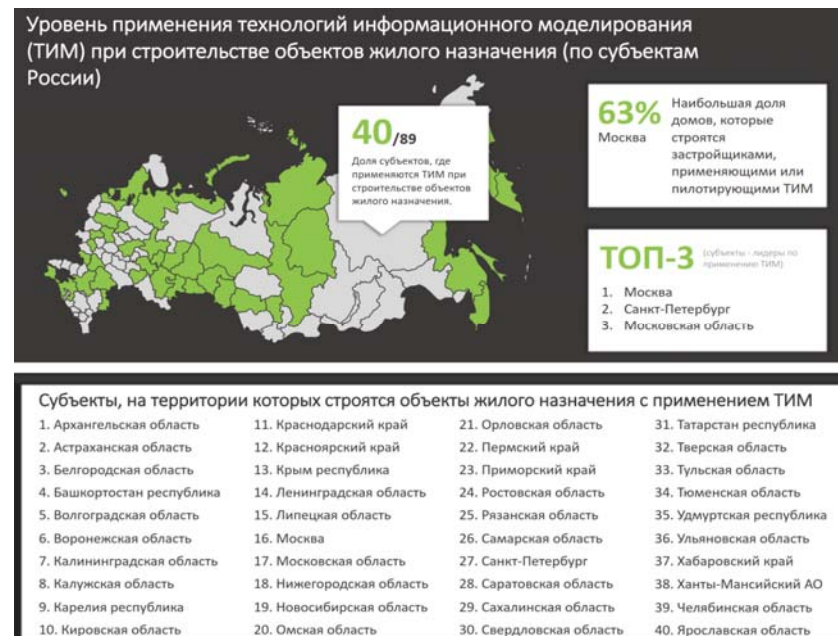 Уровень применения технологий информационного моделирования
(ТИМ) при строительстве объектов жилого назначения (по субъектам
России)
40/89
Доля субъектов, где
применяются ТИМ при
строительстве объектов
жилого назначения.
63%
Москва
Наибольшая доля
домов, которые
строятся
застройщиками,
применяющими или
пилотирующими ТИМ
ТОП-3
(субъекты - лидеры по
применению ТИМ)
1. Москва
2. Санкт-Петербург
3. Московская область
Субъекты, на территории которых строятся объекты жилого назначения с применением ТИМ
1. Архангельская область
2. Астраханская область
3. Белгородская область
4. Башкортостан республика
5. Волгоградская область
6. Воронежская область
7. Калининградская область
8. Калужская область
9. Карелия республика
10. Кировская область
11. Краснодарский край
12. Красноярский край
13. Крым республика
14. Ленинградская область
15. Липецкая область
16. Москва
17. Московская область
18. Нижегородская область
19. Новосибирская область
20. Омская область
21. Орловская область
22. Пермский край
23. Приморский край
24. Ростовская область
25. Рязанская область
26. Самарская область
27. Санкт-Петербург
28. Саратовская область
29. Сахалинская область
30. Свердловская область
31. Татарстан республика
32. Тверская область
33. Тульская область
34. Тюменская область
35. Удмуртская республика
36. Ульяновская область
37. Хабаровский край
38. Ханты-Мансийский АО
39. Челябинская область
40. Ярославская область